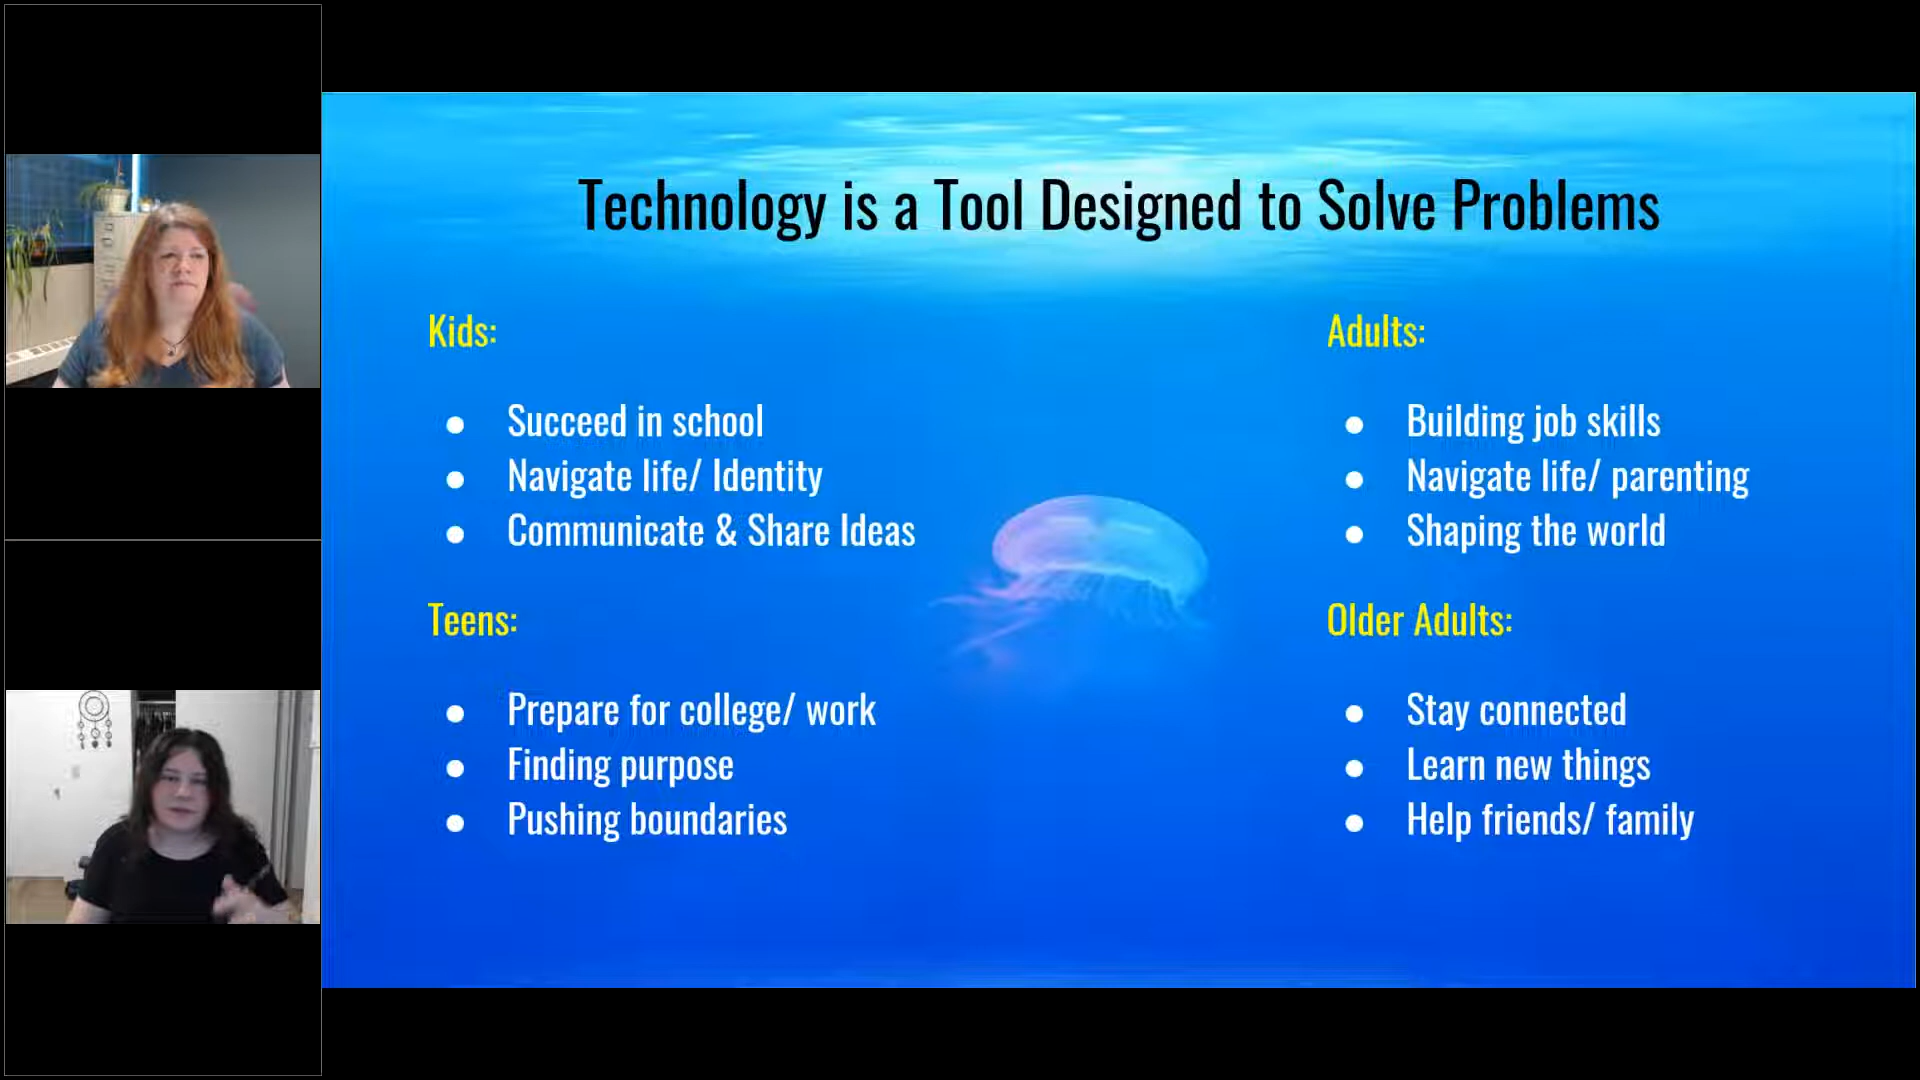 Technology is a Tool Designed to Solve Problems
Kids:
● Succeed in school
● Navigate life/ Identity
● Communicate & Share Ideas
Teens:
● Prepare for college/ work
● Finding purpose
● Pushing boundaries
Adults:
● Building job skills
● Navigate life/ parenting
● Shaping the world
Older Adults:
● Stay connected
● Learn new things
● Help friends/ family